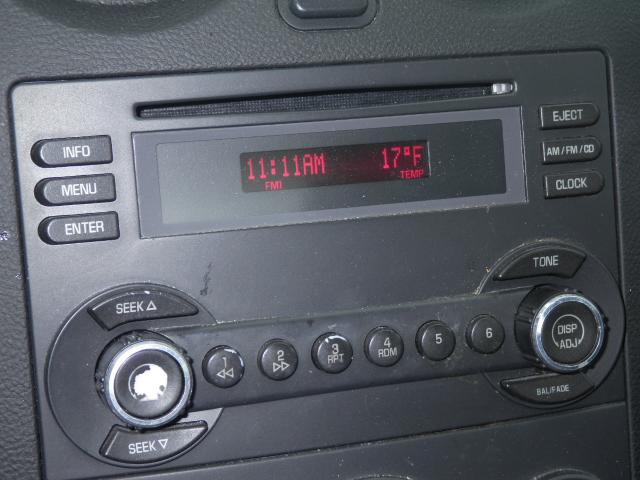 EJECT
INFO
11:11AM 17°F
AM/FM/CD
FM1 TEMP
MENU
CLOCK
ENTER
TONE
SEEK △
DISP
ADJ
1
◁◁
2
▷▷
3
RPT
4
RDM
5
6
BAL/FADE
SEEK ▽